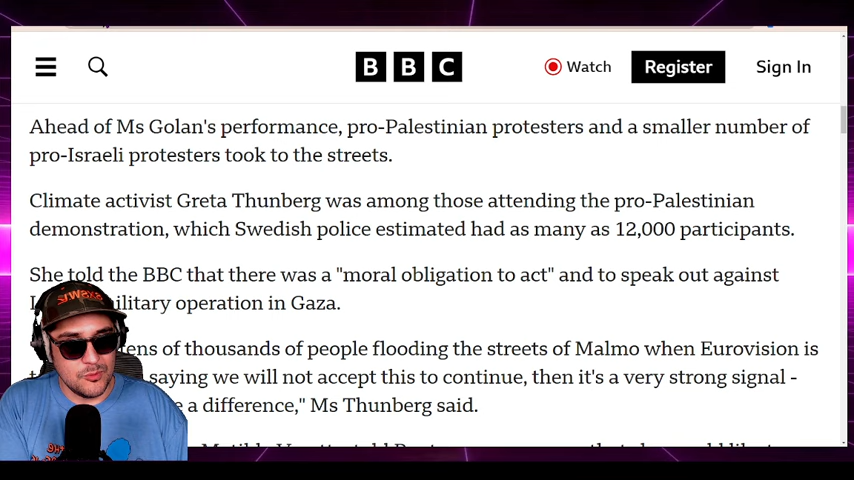 BBC
Watch
Register
Sign In
Ahead of Ms Golan's performance, pro-Palestinian protesters and a smaller number of
pro-Israeli protesters took to the streets.
Climate activist Greta Thunberg was among those attending the pro-Palestinian
demonstration, which Swedish police estimated had as many as 12,000 participants.
She told the BBC that there was a "moral obligation to act" and to speak out against
military operation in Gaza.
of thousands of people flooding the streets of Malmo when Eurovision is
saying we will not accept this to continue, then it's a very strong signal -
a difference," Ms Thunberg said.